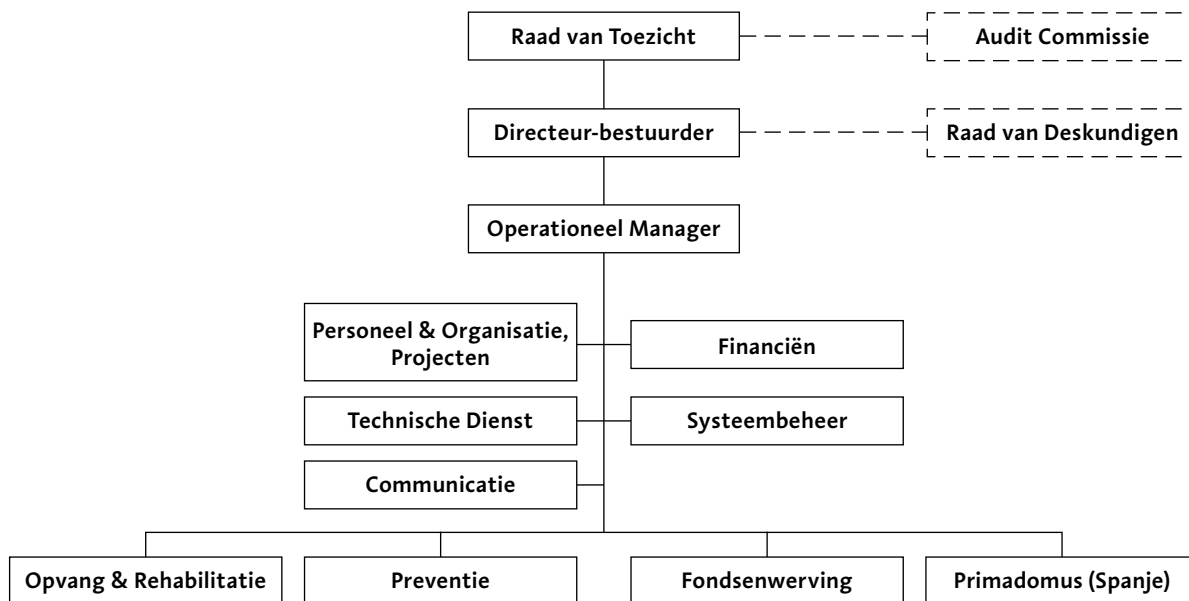 Raad van Toezicht
Audit Commissie
Directeur-bestuurder
Raad van Deskundigen
Operationeel Manager
Personeel & Organisatie,
Projecten
Financiën
Technische Dienst
Systeembeheer
Communicatie
Opvang & Rehabilitatie
Preventie
Fondsenwerving
Primadomus (Spanje)